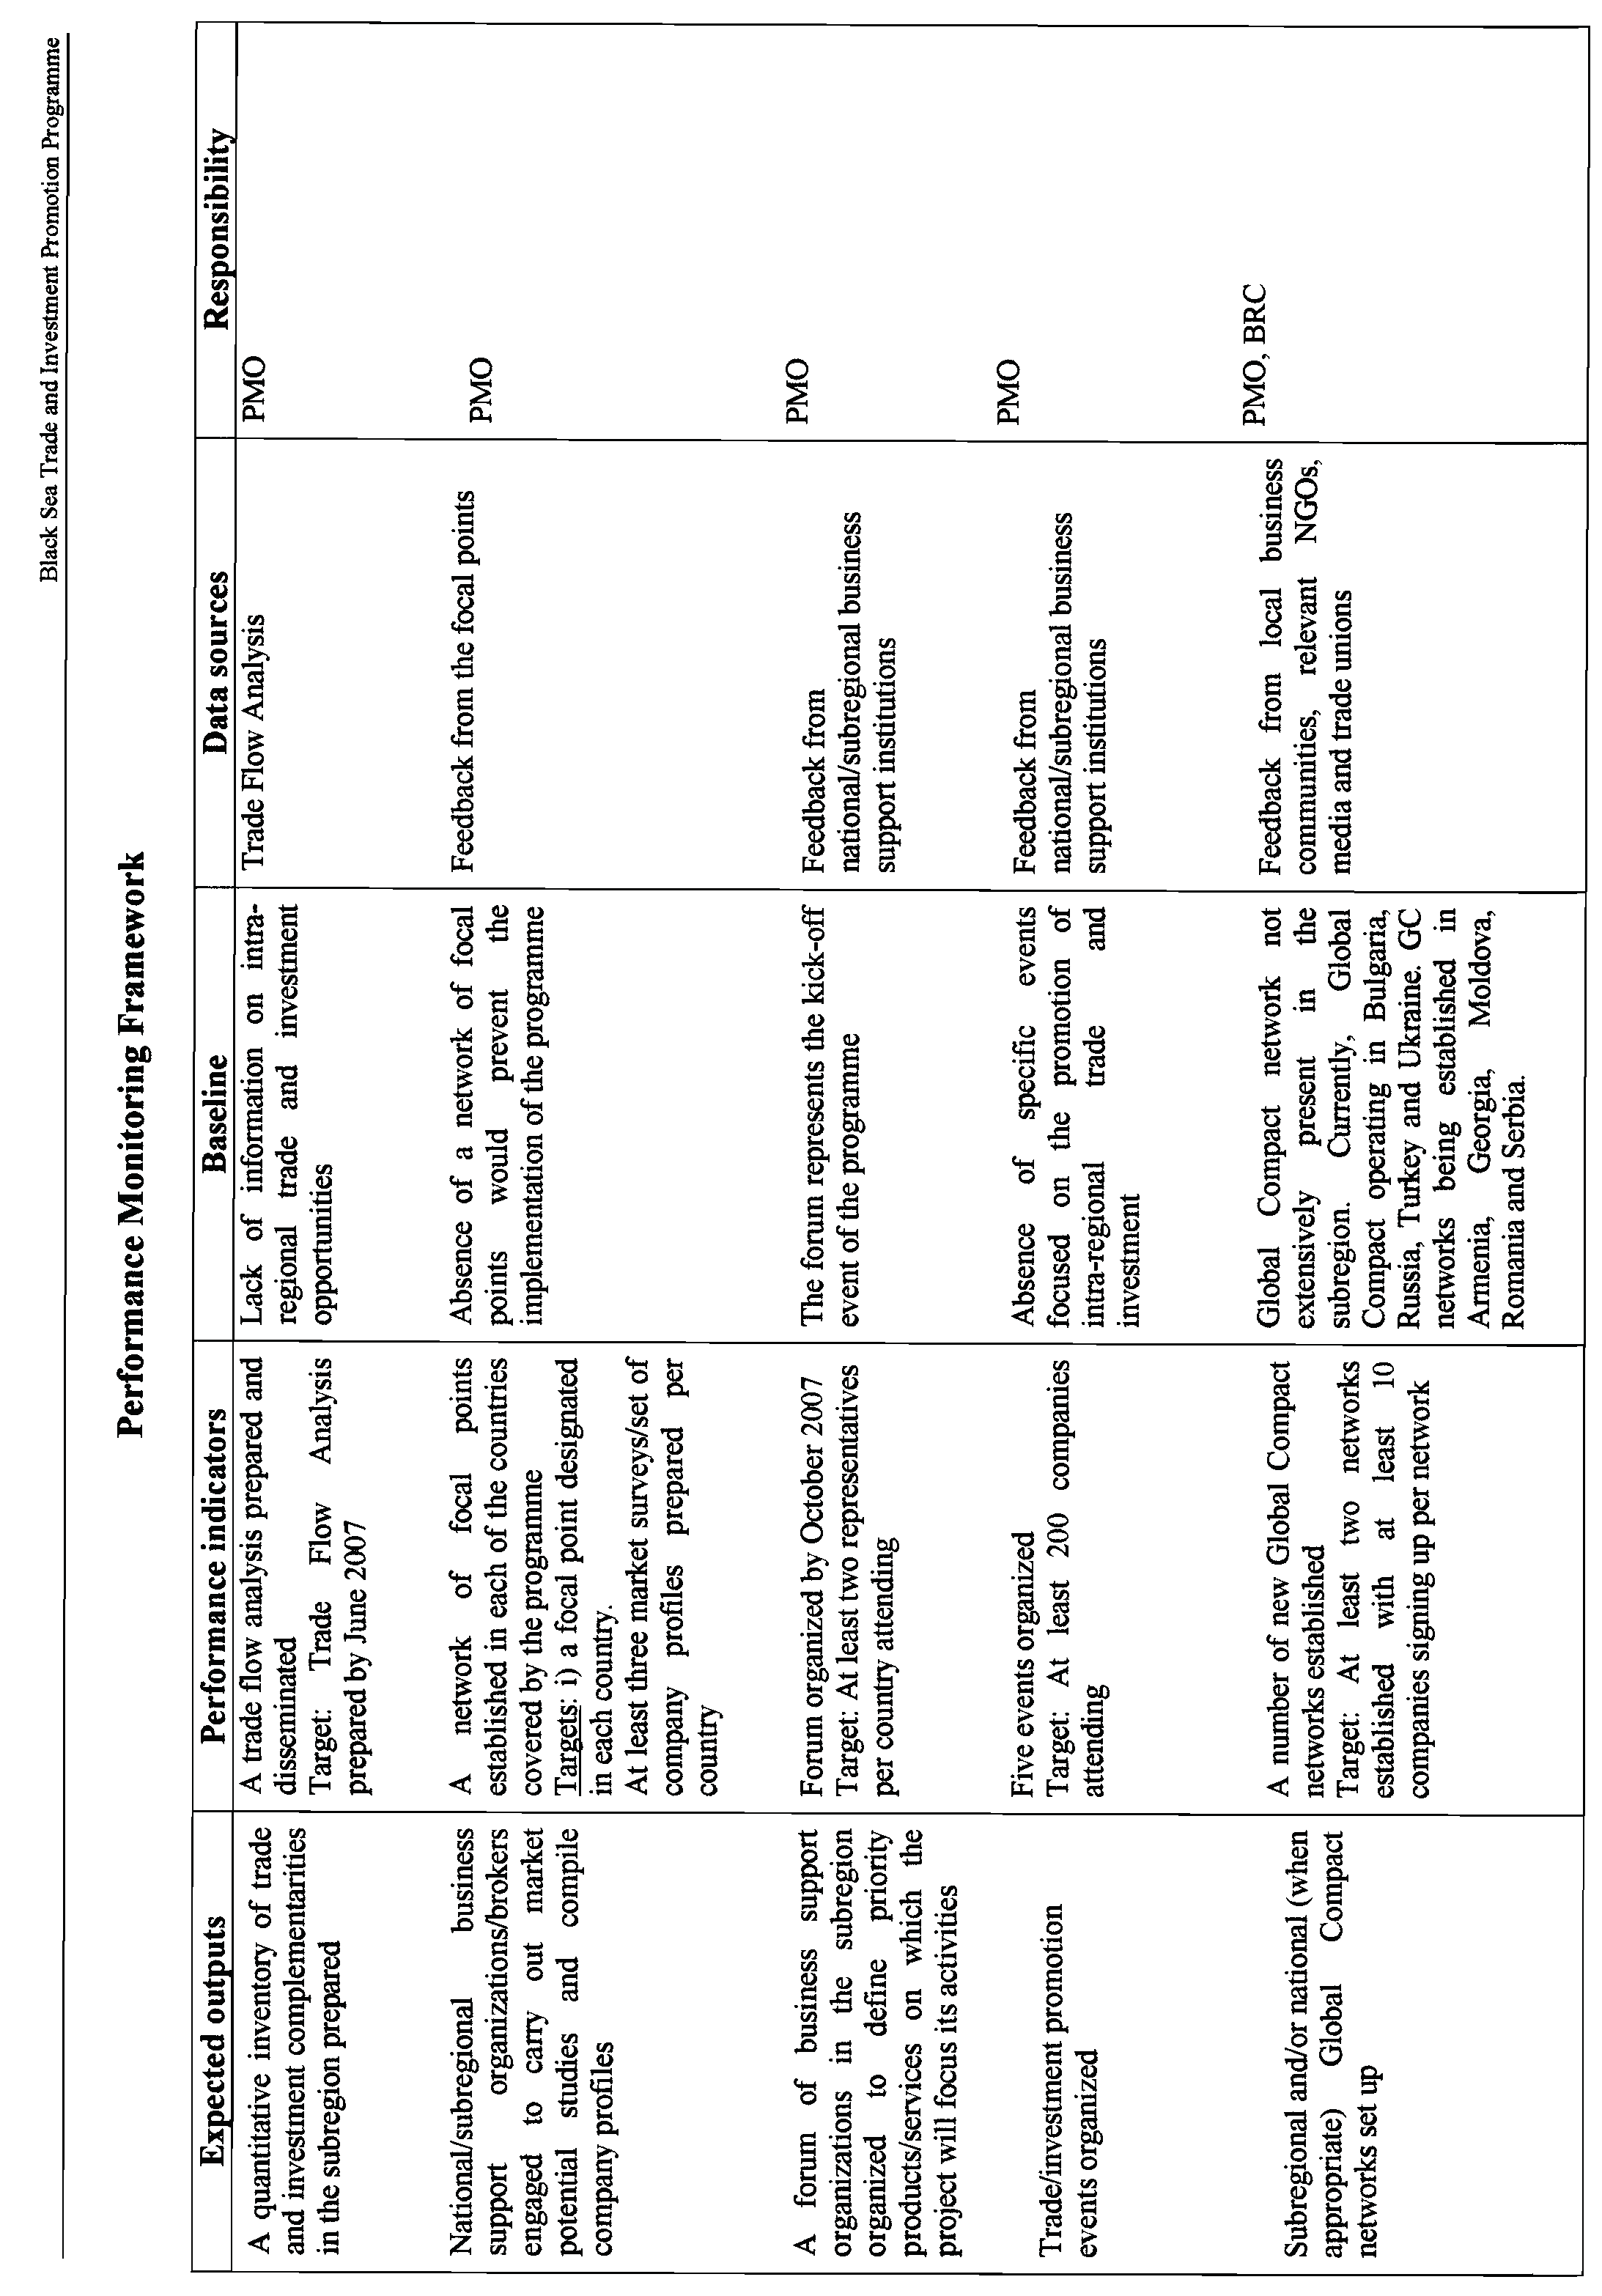 Black Sea Trade and Investment Promotion Programme
Performance Monitoring Framework
Expected outputs
Performance indicators
Baseline
Data sources
Responsibility
A quantitative inventory of trade
and investment complementarities
in the subregion prepared
A trade flow analysis prepared and
disseminated
Target: Trade Flow Analysis
prepared by June 2007
Lack of information on intra-
regional trade and investment
opportunities
Trade Flow Analysis
PMO
National/subregional business
support organizations/brokers
engaged to carry out market
potential studies and compile
company profiles
A network of focal points
established in each of the countries
covered by the programme
Targets: i) a focal point designated
in each country.
At least three market surveys/set of
company profiles prepared per
country
Absence of a network of focal
points would prevent the
implementation of the programme
Feedback from the focal points
PMO
A forum of business support
organizations in the subregion
organized to define priority
products/services on which the
project will focus its activities
Forum organized by October 2007
Target: At least two representatives
per country attending
The forum represents the kick-off
event of the programme
Feedback from
national/subregional business
support institutions
PMO
Trade/investment promotion
events organized
Five events organized
Target: At least 200 companies
attending
Absence of specific events
focused on the promotion of
intra-regional trade and
investment
Feedback from
national/subregional business
support institutions
PMO
Subregional and/or national (when
appropriate) Global Compact
networks set up
A number of new Global Compact
networks established
Target: At least two networks
established with at least 10
companies signing up per network
Global Compact network not
extensively present in the
subregion. Currently, Global
Compact operating in Bulgaria,
Russia, Turkey and Ukraine. GC
networks being established in
Armenia, Georgia, Moldova,
Romania and Serbia.
Feedback from local business
communities, relevant NGOs,
media and trade unions
PMO, BRC